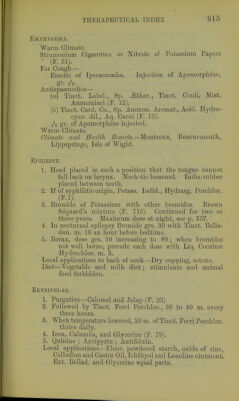 THERAPEUTICAL INDEX 615
EMPHYSEMA.
Warm Climate.
Stramonium Cigarettes or Nitrate of Potassium Papers
(F. 51).
For Cough—
Emetic of Ipecacuanha. Injection of Apomorphine,
gr.
Antispasmodics—
(a) Tinct. Lobel., Sp. Æther., Tinct. Conii, Mist.
Ammoniaci (F. 12).
(b) Tinct. Card. Co., Sp. Ammon. Aromat., Acid. Hydro-
cyan. dil., Aq. Carui (F. 13).
gr. of Apomorphine injected.
Warm Climate.
Climate and Health Resorts.—Montreux, Bournemouth,
Lippsprings, Isle of Wight.
EPILEPSY.
1. Head placed in such a position that the tongue cannot
fall back on larynx. Neck-tie loosened. India-rubber
placed between teeth.
2. If of syphilitic origin, Potass. Iodid., Hydrarg. Perchlor.
(F. 1).
3. Bromide of Potassium with other bromides. Brown
Séquard's mixture (F. 71b). Continued for two or
three years. Maximum dose at night, see p. 537.
4. In nocturnal epilepsy Bromide grs. 30 with Tinct. Bella-
don. m. 10 an hour before bedtime.
5. Borax, dose grs. 10 increasing to 80; when bromides
not well borne, precede each dose with Liq. Cocaine
Hydrochlor. m. 3.
Local applications to back of neck—Dry cupping, setons.
Diet—Vegetable and milk diet; stimulants and animal
food forbidden.
ERYSIPELAS.
1. Purgative—Calomel and Jalap (F. 23).
2. Followed by Tinct. Ferri Perchlor., 30 to 40 m. every
three hours.
3. When temperature lowered, 20 m. of Tinct. Ferri Perchlor.
thrice daily.
4. Iron, Calumba, and Glycerine (F. 79).
5. Quinine; Antipyrin; Antifebrin.
Local applications—Flour, powdered starch, oxide of zinc,
Collodion and Castor Oil, Ichthyol and Lanoline ointment.
Ext. Bellad. and Glycerine equal parts.